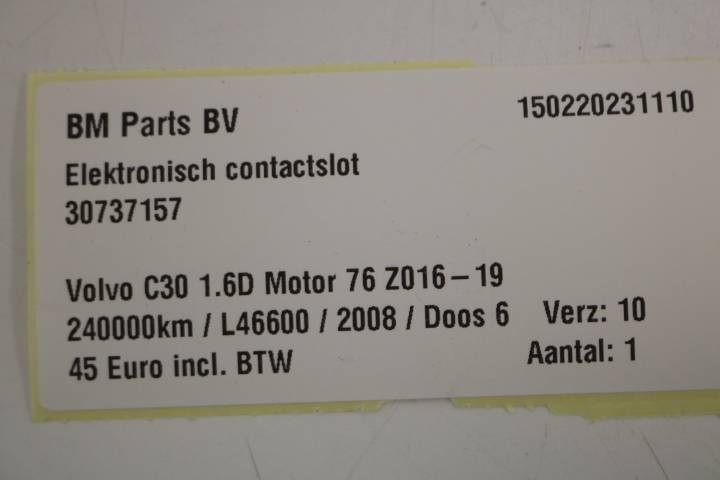 BM Parts BV 150220231110
Elektronisch contactslot
30737157
Volvo C30 1.6D Motor 76 Z016-19
240000km / L46600 / 2008 / Doos 6 Verz: 10
45 Euro incl. BTW Aantal: 1